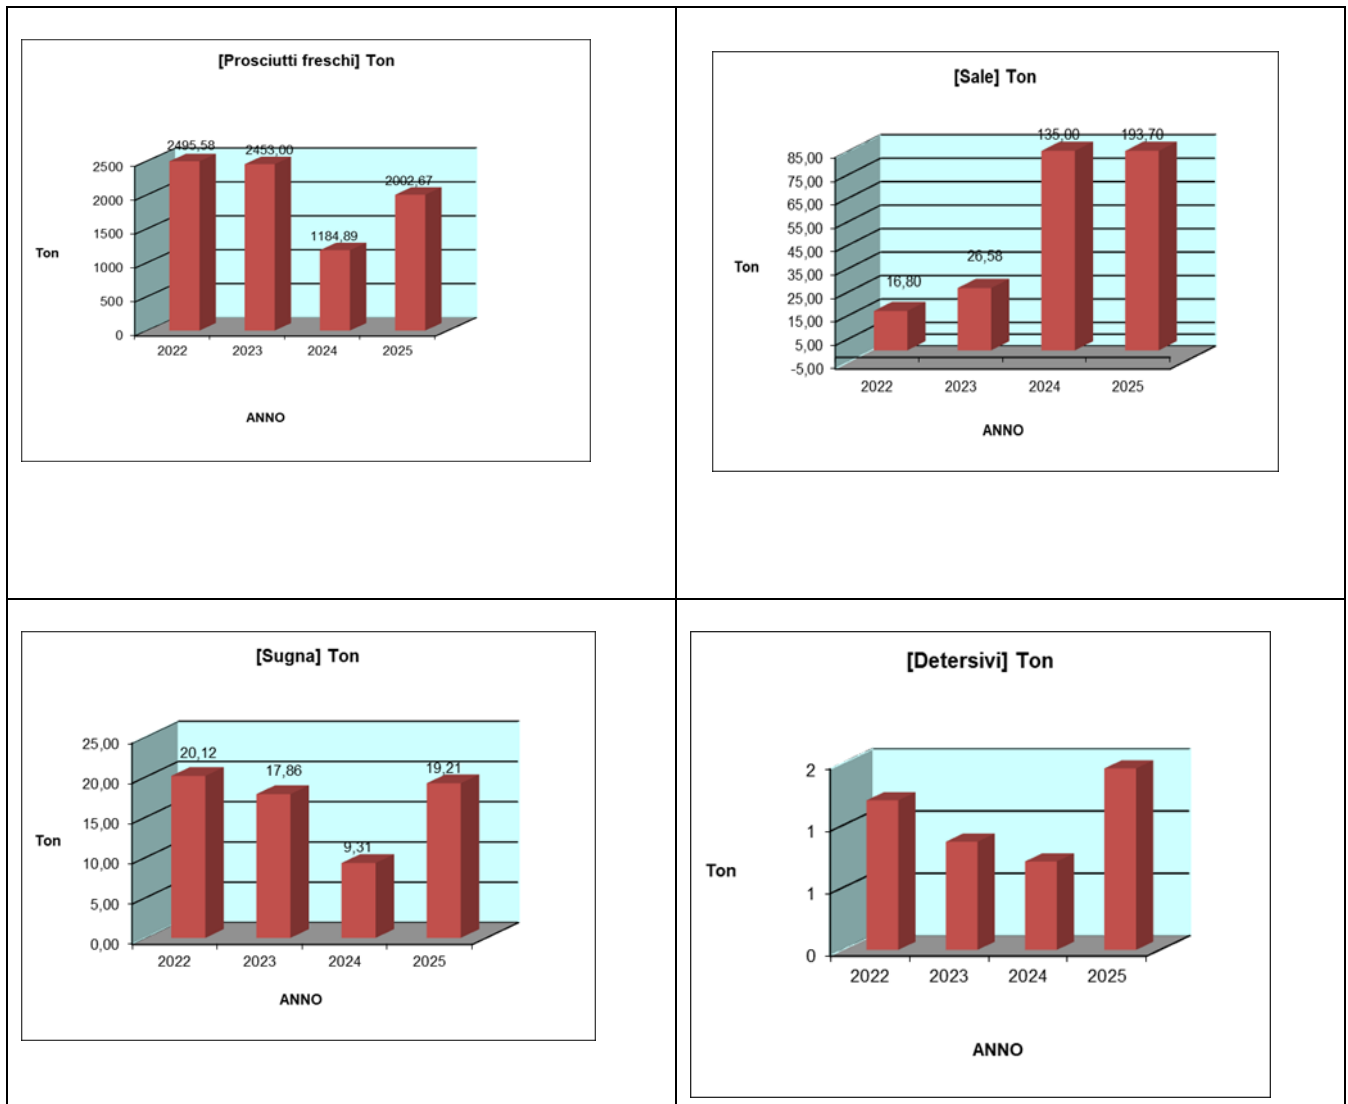 [Prosciutti freschi] Ton
2495,58
2453,00
1184,89
2002,67
2500
2000
1500
1000
500
0
Ton
2022 2023 2024 2025
ANNO
[Sale] Ton
135,00
193,70
26,58
16,80
85,00
75,00
65,00
55,00
45,00
35,00
25,00
15,00
5,00
-5,00
Ton
2022 2023 2024 2025
ANNO
[Sugna] Ton
20,12
17,86
9,31
19,21
25,00
20,00
15,00
10,00
5,00
0,00
Ton
2022 2023 2024 2025
ANNO
[Detersivi] Ton
2
1
1
0
Ton
2022 2023 2024 2025
ANNO